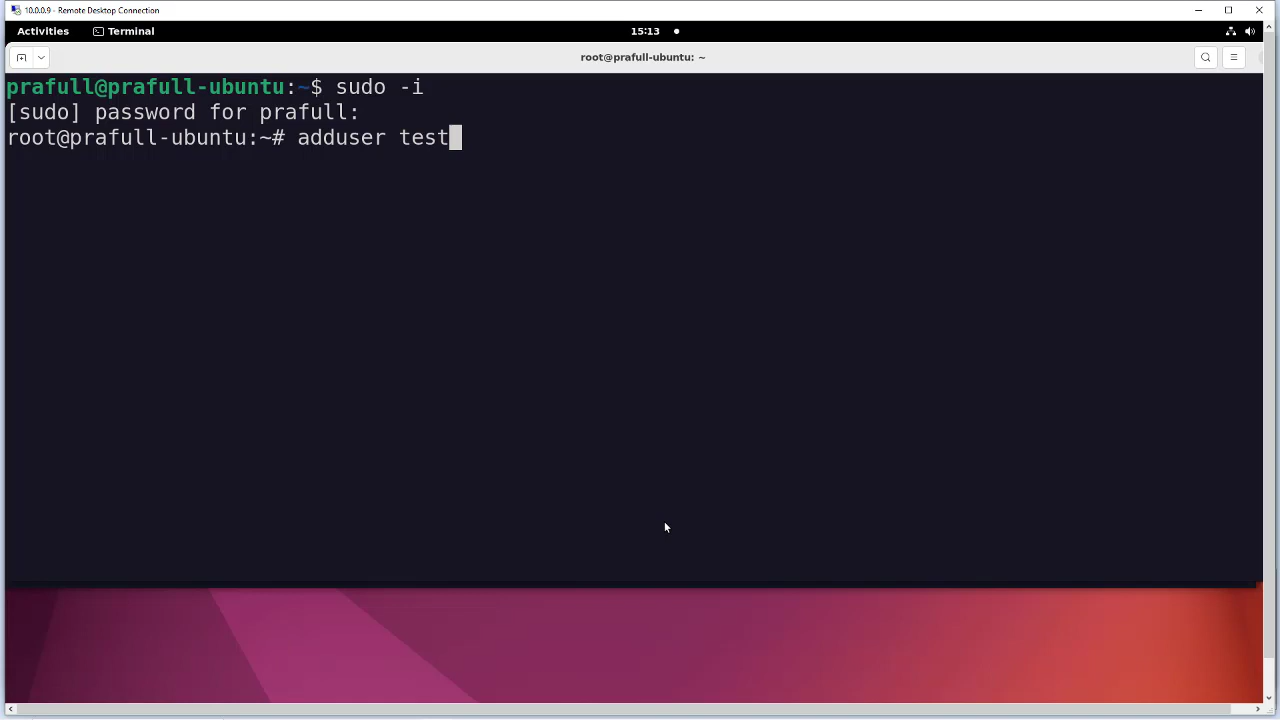 10.0.0.9 - Remote Desktop Connection
Activities Terminal 15:13
root@prafull-ubuntu: ~
prafull@prafull-ubuntu:~$ sudo -i
[sudo] password for prafull:
root@prafull-ubuntu:~# adduser test